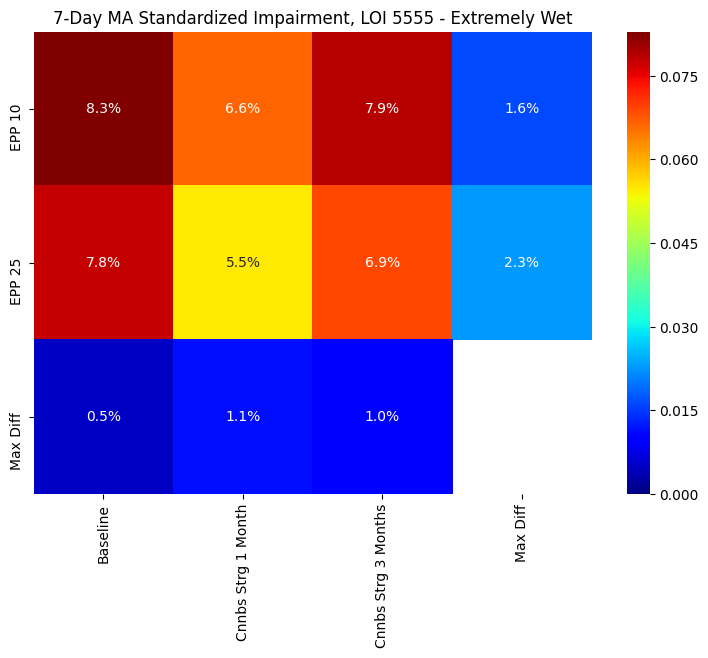 7-Day MA Standardized Impairment, LOI 5555 - Extremely Wet
EPP 10
8.3%
6.6%
7.9%
1.6%
EPP 25
7.8%
5.5%
6.9%
2.3%
Max Diff
0.5%
1.1%
1.0%
Baseline
Cnnbs Strg 1 Month
Cnnbs Strg 3 Months
Max Diff
0.075
0.060
0.045
0.030
0.015
0.000